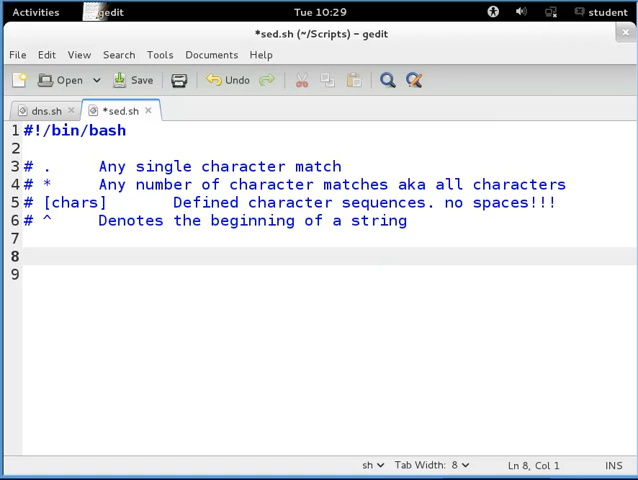 Activities gedit Tue 10:29 student
*sed.sh (~/Scripts) – gedit ×
File Edit View Search Tools Documents Help
Open Save Undo
dns.sh × *sed.sh ×
1 #!/bin/bash
2
3 # . Any single character match
4 # * Any number of character matches aka all characters
5 # [chars] Defined character sequences. no spaces!!!
6 # ^ Denotes the beginning of a string
7
8
9
sh Tab Width: 8 Ln 8, Col 1 INS